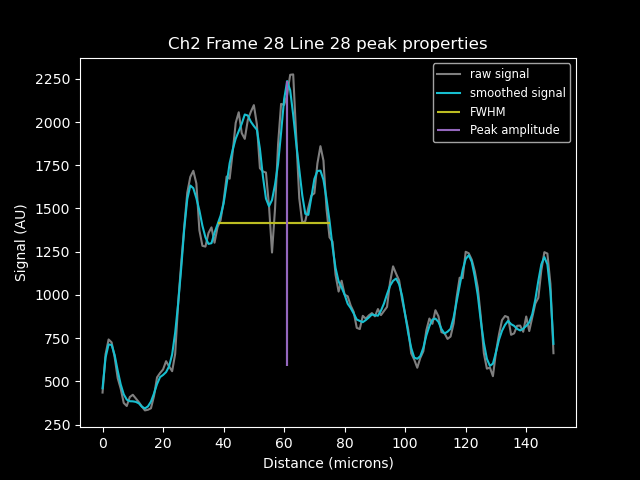 Ch2 Frame 28 Line 28 peak properties
raw signal
smoothed signal
FWHM
Peak amplitude
Signal (AU)
2250
2000
1750
1500
1250
1000
750
500
250
0 20 40 60 80 100 120 140
Distance (microns)